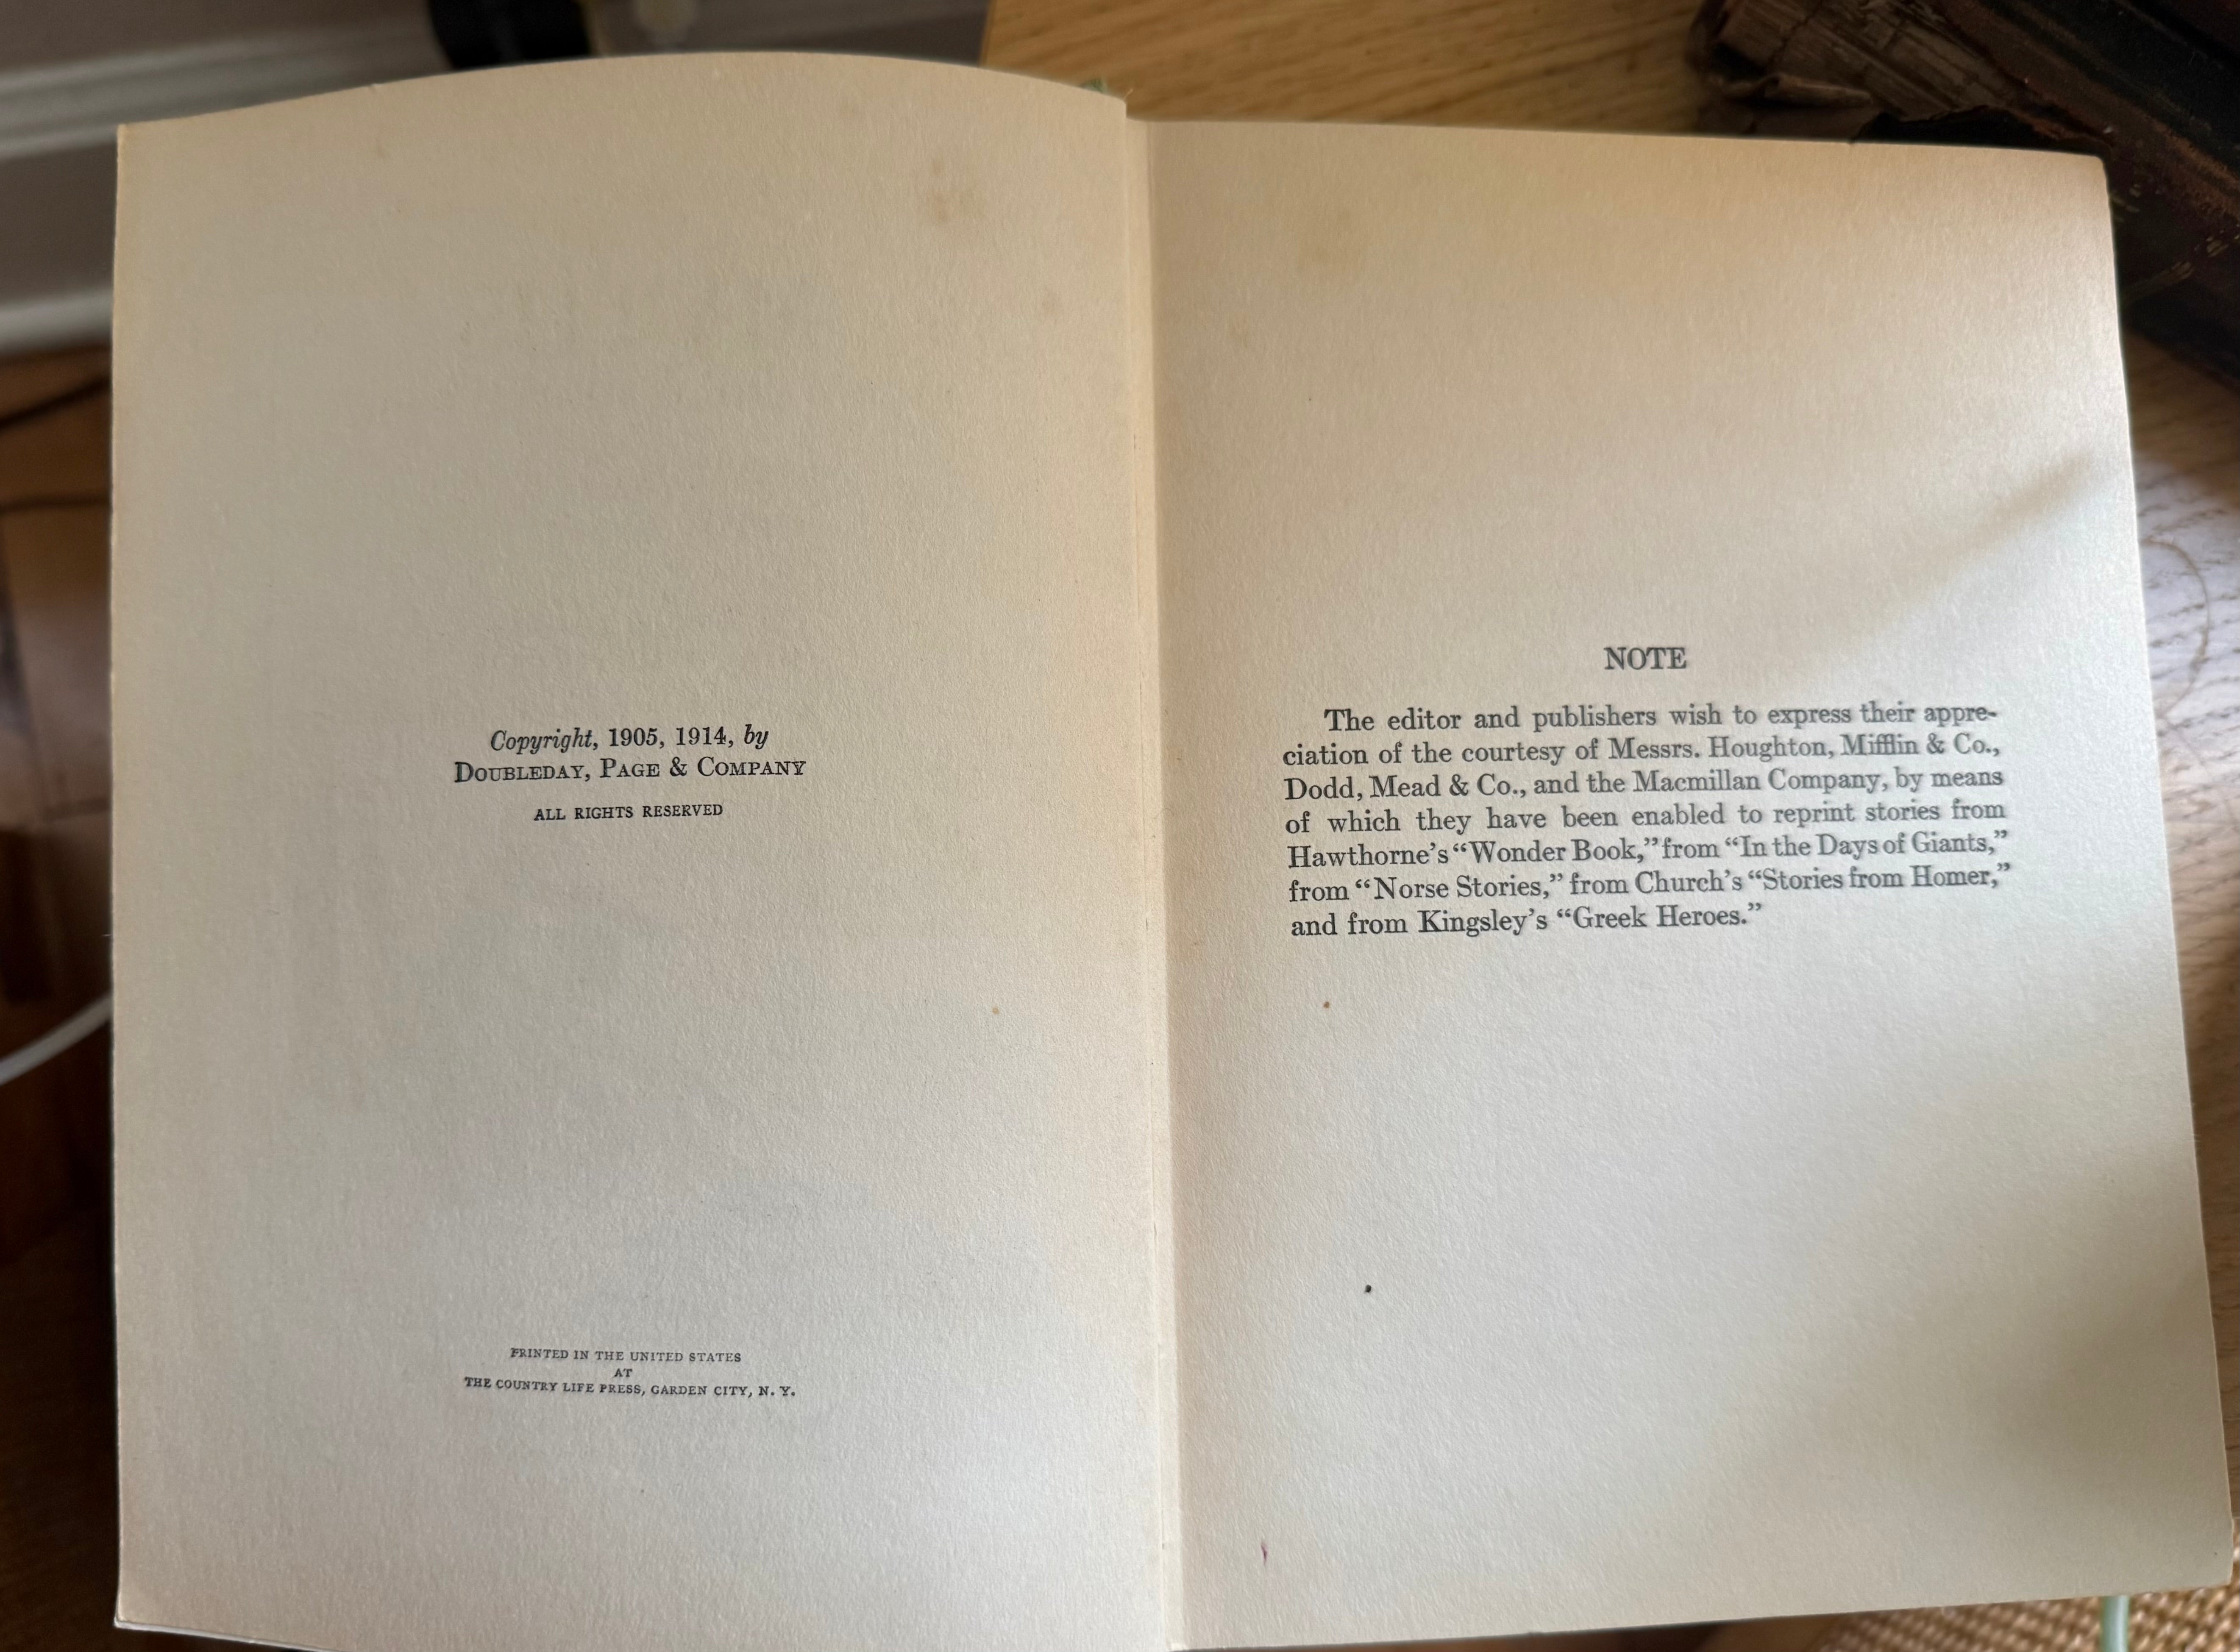 Copyright, 1905, 1914, by
DOUBLEDAY, PAGE & COMPANY
ALL RIGHTS RESERVED
PRINTED IN THE UNITED STATES
AT
THE COUNTRY LIFE PRESS, GARDEN CITY, N. Y.
NOTE
The editor and publishers wish to express their appre-
ciation of the courtesy of Messrs. Houghton, Mifflin & Co.,
Dodd, Mead & Co., and the Macmillan Company, by means
of which they have been enabled to reprint stories from
Hawthorne's “Wonder Book,” from “In the Days of Giants,”
from “Norse Stories,” from Church's “Stories from Homer,”
and from Kingsley's “Greek Heroes.”